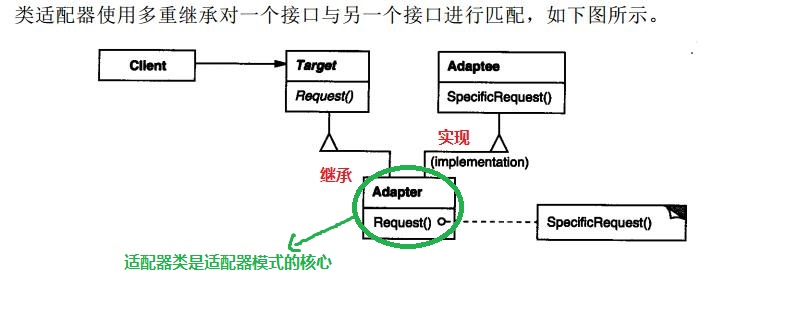 类适配器使用多重继承对一个接口与另一个接口进行匹配，如下图所示。
Client
Target
Request()
Adaptee
SpecificRequest()
继承
实现
(implementation)
Adapter
Request()
SpecificRequest()
适配器类是适配器模式的核心